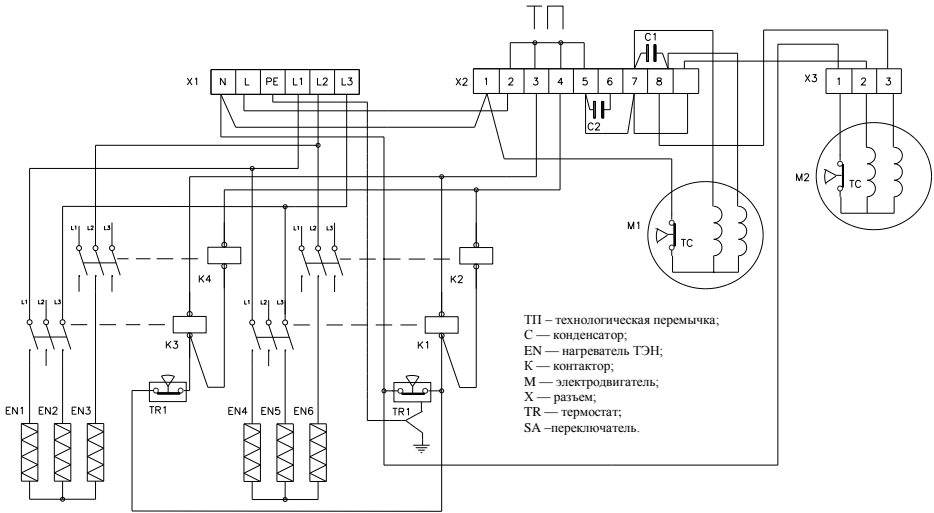 ТП
C1
X1 N L PE L1 L2 L3
X2 1 2 3 4 5 6 7 8
X3 1 2 3
C2
M2 TC
M1 TC
L1 L2 L3
L1 L2 L3
K4
K2
L1 L2 L3
L1 L2 L3
K3
K1
TR1
TR1
EN1 EN2 EN3
EN4 EN5 EN6
ТП – технологическая перемычка;
С — конденсатор;
EN — нагреватель ТЭН;
К — контактор;
М — электродвигатель;
Х — разъем;
TR — термостат;
SA –переключатель.